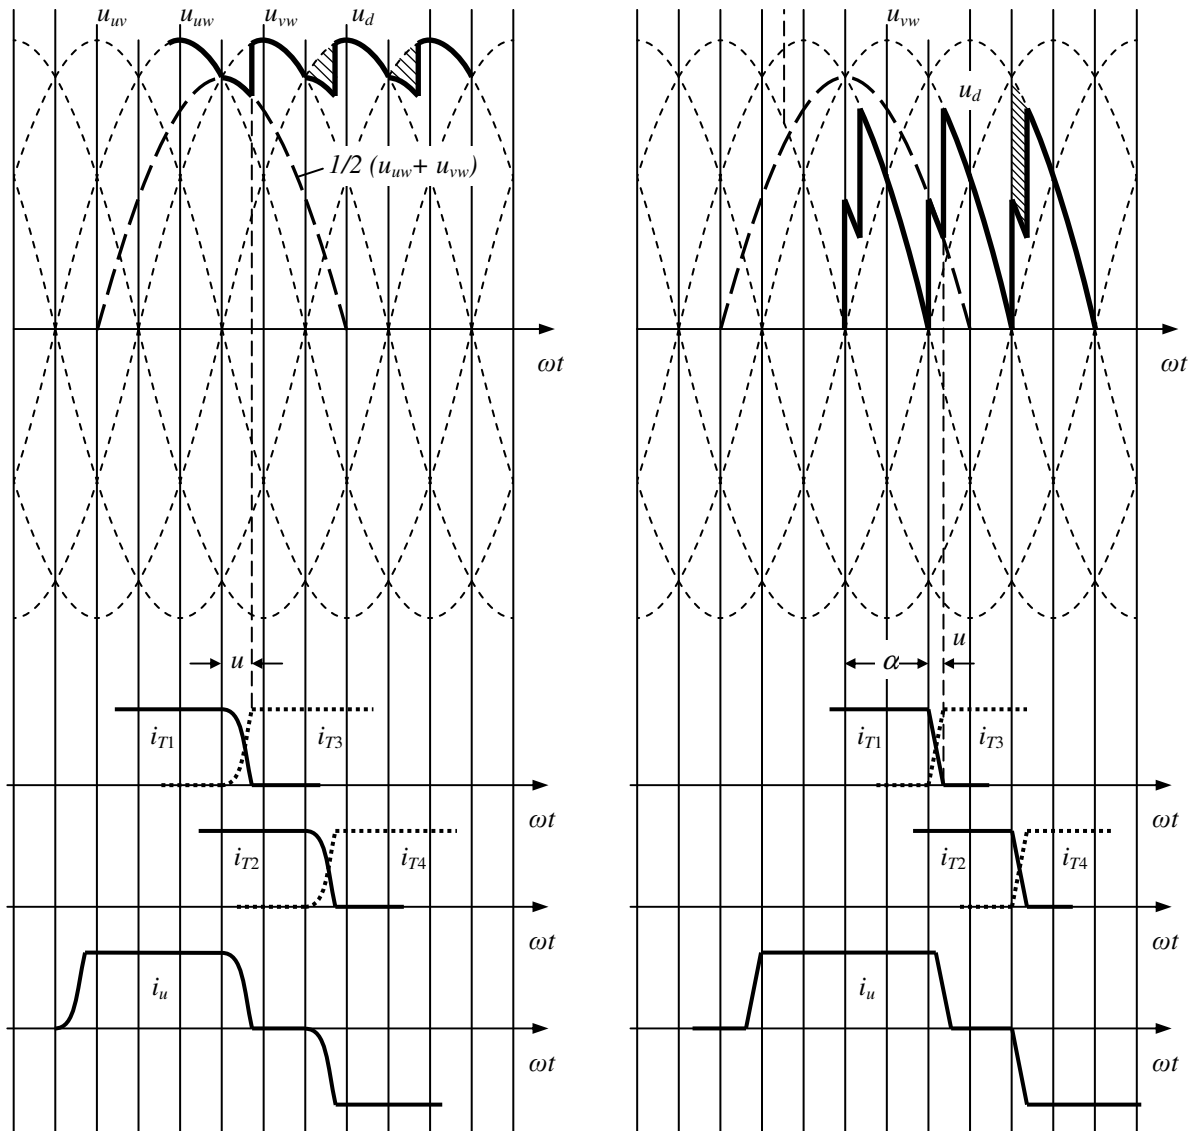 u_uv u_uw u_vw u_d
1/2 (u_uw+ u_vw)
ωt
u
i_T1 i_T3
ωt
i_T2 i_T4
ωt
i_u
ωt
u_vw
u_d
ωt
u
α
i_T1 i_T3
ωt
i_T2 i_T4
ωt
i_u
ωt